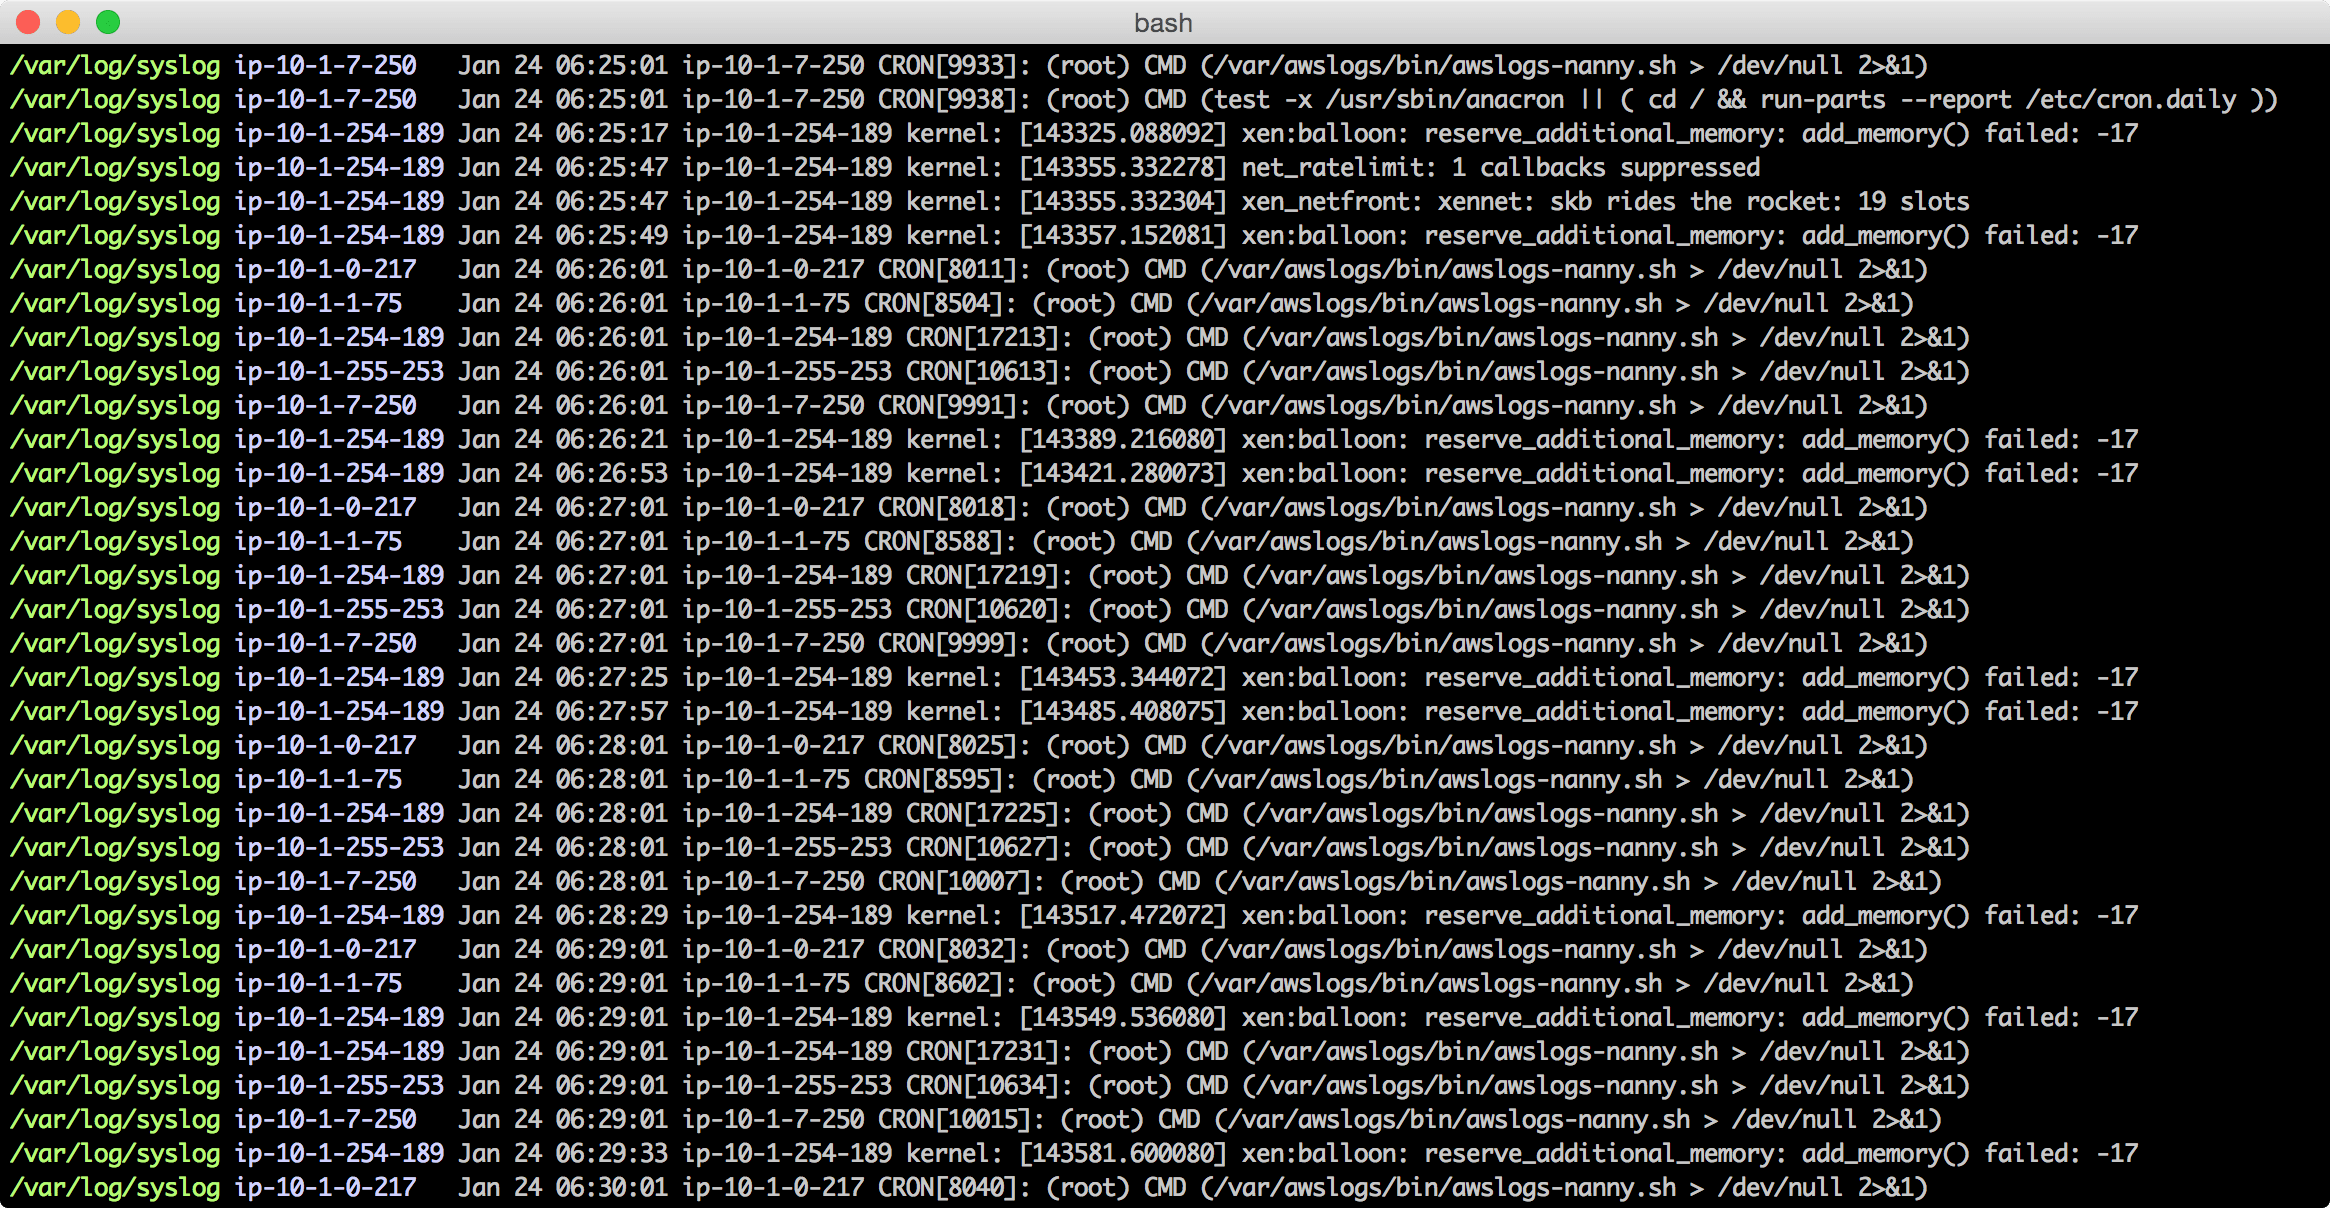 bash
/var/log/syslog ip-10-1-7-250   Jan 24 06:25:01 ip-10-1-7-250 CRON[9933]: (root) CMD (/var/awslogs/bin/awslogs-nanny.sh > /dev/null 2>&1)
/var/log/syslog ip-10-1-7-250   Jan 24 06:25:01 ip-10-1-7-250 CRON[9938]: (root) CMD (test -x /usr/sbin/anacron || ( cd / && run-parts --report /etc/cron.daily ))
/var/log/syslog ip-10-1-254-189 Jan 24 06:25:17 ip-10-1-254-189 kernel: [143325.088092] xen:balloon: reserve_additional_memory: add_memory() failed: -17
/var/log/syslog ip-10-1-254-189 Jan 24 06:25:47 ip-10-1-254-189 kernel: [143355.332278] net_ratelimit: 1 callbacks suppressed
/var/log/syslog ip-10-1-254-189 Jan 24 06:25:47 ip-10-1-254-189 kernel: [143355.332304] xen_netfront: xennet: skb rides the rocket: 19 slots
/var/log/syslog ip-10-1-254-189 Jan 24 06:25:49 ip-10-1-254-189 kernel: [143357.152081] xen:balloon: reserve_additional_memory: add_memory() failed: -17
/var/log/syslog ip-10-1-0-217   Jan 24 06:26:01 ip-10-1-0-217 CRON[8011]: (root) CMD (/var/awslogs/bin/awslogs-nanny.sh > /dev/null 2>&1)
/var/log/syslog ip-10-1-1-75    Jan 24 06:26:01 ip-10-1-1-75 CRON[8504]: (root) CMD (/var/awslogs/bin/awslogs-nanny.sh > /dev/null 2>&1)
/var/log/syslog ip-10-1-254-189 Jan 24 06:26:01 ip-10-1-254-189 CRON[17213]: (root) CMD (/var/awslogs/bin/awslogs-nanny.sh > /dev/null 2>&1)
/var/log/syslog ip-10-1-255-253 Jan 24 06:26:01 ip-10-1-255-253 CRON[10613]: (root) CMD (/var/awslogs/bin/awslogs-nanny.sh > /dev/null 2>&1)
/var/log/syslog ip-10-1-7-250   Jan 24 06:26:01 ip-10-1-7-250 CRON[9991]: (root) CMD (/var/awslogs/bin/awslogs-nanny.sh > /dev/null 2>&1)
/var/log/syslog ip-10-1-254-189 Jan 24 06:26:21 ip-10-1-254-189 kernel: [143389.216080] xen:balloon: reserve_additional_memory: add_memory() failed: -17
/var/log/syslog ip-10-1-254-189 Jan 24 06:26:53 ip-10-1-254-189 kernel: [143421.280073] xen:balloon: reserve_additional_memory: add_memory() failed: -17
/var/log/syslog ip-10-1-0-217   Jan 24 06:27:01 ip-10-1-0-217 CRON[8018]: (root) CMD (/var/awslogs/bin/awslogs-nanny.sh > /dev/null 2>&1)
/var/log/syslog ip-10-1-1-75    Jan 24 06:27:01 ip-10-1-1-75 CRON[8588]: (root) CMD (/var/awslogs/bin/awslogs-nanny.sh > /dev/null 2>&1)
/var/log/syslog ip-10-1-254-189 Jan 24 06:27:01 ip-10-1-254-189 CRON[17219]: (root) CMD (/var/awslogs/bin/awslogs-nanny.sh > /dev/null 2>&1)
/var/log/syslog ip-10-1-255-253 Jan 24 06:27:01 ip-10-1-255-253 CRON[10620]: (root) CMD (/var/awslogs/bin/awslogs-nanny.sh > /dev/null 2>&1)
/var/log/syslog ip-10-1-7-250   Jan 24 06:27:01 ip-10-1-7-250 CRON[9999]: (root) CMD (/var/awslogs/bin/awslogs-nanny.sh > /dev/null 2>&1)
/var/log/syslog ip-10-1-254-189 Jan 24 06:27:25 ip-10-1-254-189 kernel: [143453.344072] xen:balloon: reserve_additional_memory: add_memory() failed: -17
/var/log/syslog ip-10-1-254-189 Jan 24 06:27:57 ip-10-1-254-189 kernel: [143485.408075] xen:balloon: reserve_additional_memory: add_memory() failed: -17
/var/log/syslog ip-10-1-0-217   Jan 24 06:28:01 ip-10-1-0-217 CRON[8025]: (root) CMD (/var/awslogs/bin/awslogs-nanny.sh > /dev/null 2>&1)
/var/log/syslog ip-10-1-1-75    Jan 24 06:28:01 ip-10-1-1-75 CRON[8595]: (root) CMD (/var/awslogs/bin/awslogs-nanny.sh > /dev/null 2>&1)
/var/log/syslog ip-10-1-254-189 Jan 24 06:28:01 ip-10-1-254-189 CRON[17225]: (root) CMD (/var/awslogs/bin/awslogs-nanny.sh > /dev/null 2>&1)
/var/log/syslog ip-10-1-255-253 Jan 24 06:28:01 ip-10-1-255-253 CRON[10627]: (root) CMD (/var/awslogs/bin/awslogs-nanny.sh > /dev/null 2>&1)
/var/log/syslog ip-10-1-7-250   Jan 24 06:28:01 ip-10-1-7-250 CRON[10007]: (root) CMD (/var/awslogs/bin/awslogs-nanny.sh > /dev/null 2>&1)
/var/log/syslog ip-10-1-254-189 Jan 24 06:28:29 ip-10-1-254-189 kernel: [143517.472072] xen:balloon: reserve_additional_memory: add_memory() failed: -17
/var/log/syslog ip-10-1-0-217   Jan 24 06:29:01 ip-10-1-0-217 CRON[8032]: (root) CMD (/var/awslogs/bin/awslogs-nanny.sh > /dev/null 2>&1)
/var/log/syslog ip-10-1-1-75    Jan 24 06:29:01 ip-10-1-1-75 CRON[8602]: (root) CMD (/var/awslogs/bin/awslogs-nanny.sh > /dev/null 2>&1)
/var/log/syslog ip-10-1-254-189 Jan 24 06:29:01 ip-10-1-254-189 kernel: [143549.536080] xen:balloon: reserve_additional_memory: add_memory() failed: -17
/var/log/syslog ip-10-1-254-189 Jan 24 06:29:01 ip-10-1-254-189 CRON[17231]: (root) CMD (/var/awslogs/bin/awslogs-nanny.sh > /dev/null 2>&1)
/var/log/syslog ip-10-1-255-253 Jan 24 06:29:01 ip-10-1-255-253 CRON[10634]: (root) CMD (/var/awslogs/bin/awslogs-nanny.sh > /dev/null 2>&1)
/var/log/syslog ip-10-1-7-250   Jan 24 06:29:01 ip-10-1-7-250 CRON[10015]: (root) CMD (/var/awslogs/bin/awslogs-nanny.sh > /dev/null 2>&1)
/var/log/syslog ip-10-1-254-189 Jan 24 06:29:33 ip-10-1-254-189 kernel: [143581.600080] xen:balloon: reserve_additional_memory: add_memory() failed: -17
/var/log/syslog ip-10-1-0-217   Jan 24 06:30:01 ip-10-1-0-217 CRON[8040]: (root) CMD (/var/awslogs/bin/awslogs-nanny.sh > /dev/null 2>&1)